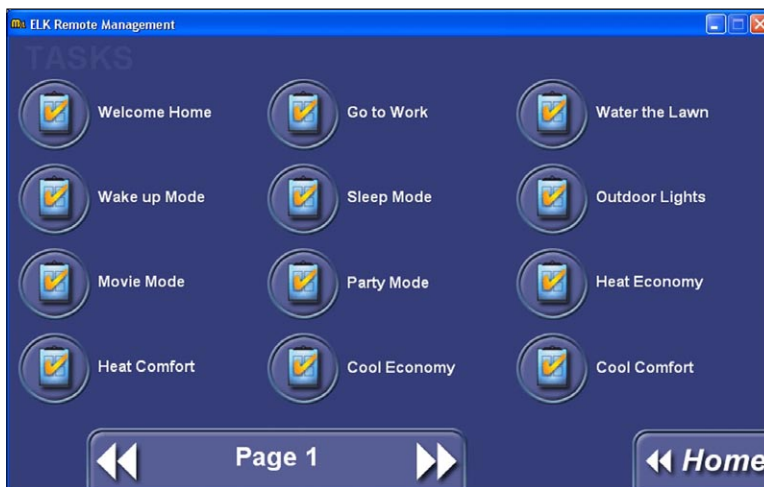 ELK Remote Management
TASKS
Welcome Home Go to Work Water the Lawn
Wake up Mode Sleep Mode Outdoor Lights
Movie Mode Party Mode Heat Economy
Heat Comfort Cool Economy Cool Comfort
Page 1 Home